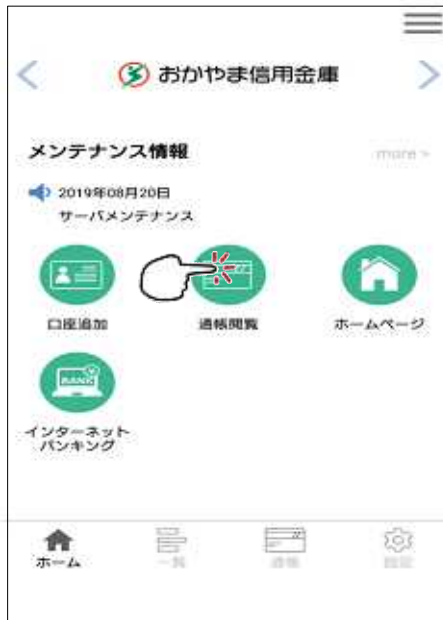 おかやま信用金庫
メンテナンス情報
more >
2019年08月20日
サーバメンテナンス
口座追加
通帳閲覧
ホームページ
BANK
インターネット
バンキング
ホーム
一覧
通帳
設定